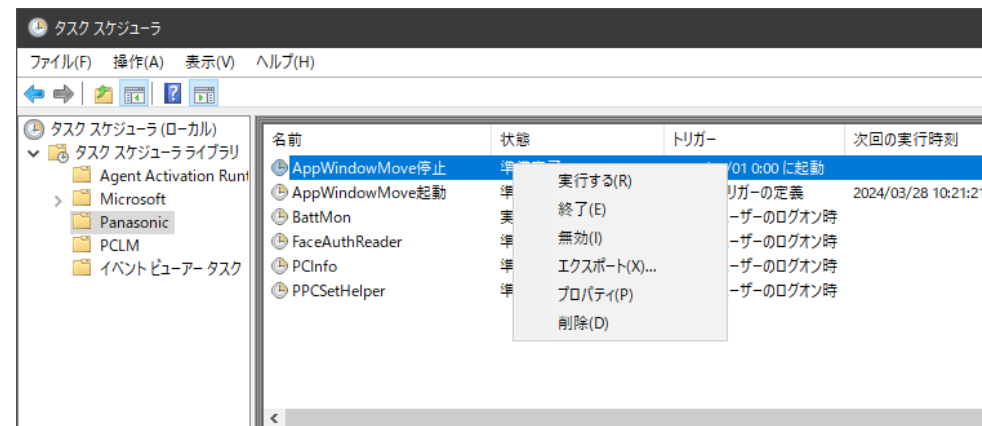 タスク スケジューラ
ファイル(F) 操作(A) 表示(V) ヘルプ(H)
タスク スケジューラ (ローカル)
タスク スケジューラ ライブラリ
Agent Activation Runt
Microsoft
Panasonic
PCLM
イベント ビューアー タスク
名前 状態 トリガー 次回の実行時刻
AppWindowMove停止 /01 0:00 に起動
AppWindowMove起動 準 リガーの定義 2024/03/28 10:21:21
BattMon 実 ーザーのログオン時
FaceAuthReader 準 ーザーのログオン時
PCInfo 準 ーザーのログオン時
PPCSetHelper 準 ーザーのログオン時
実行する(R)
終了(E)
無効(I)
エクスポート(X)...
プロパティ(P)
削除(D)